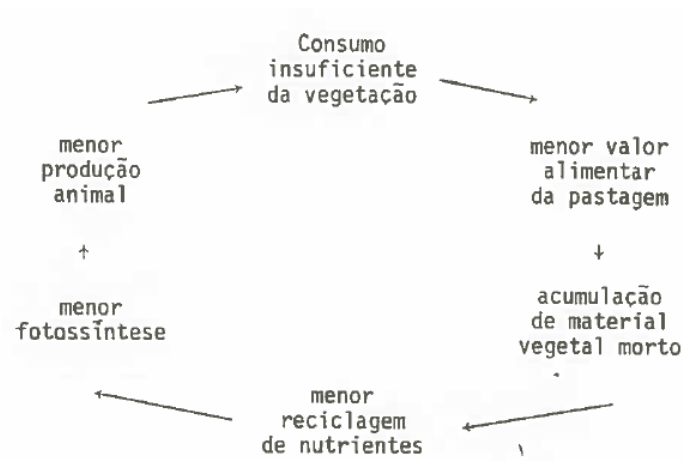 Consumo
insuficiente
da vegetação
menor valor
alimentar
da pastagem
acumulação
de material
vegetal morto
menor
reciclagem
de nutrientes
menor
fotossíntese
menor
produção
animal